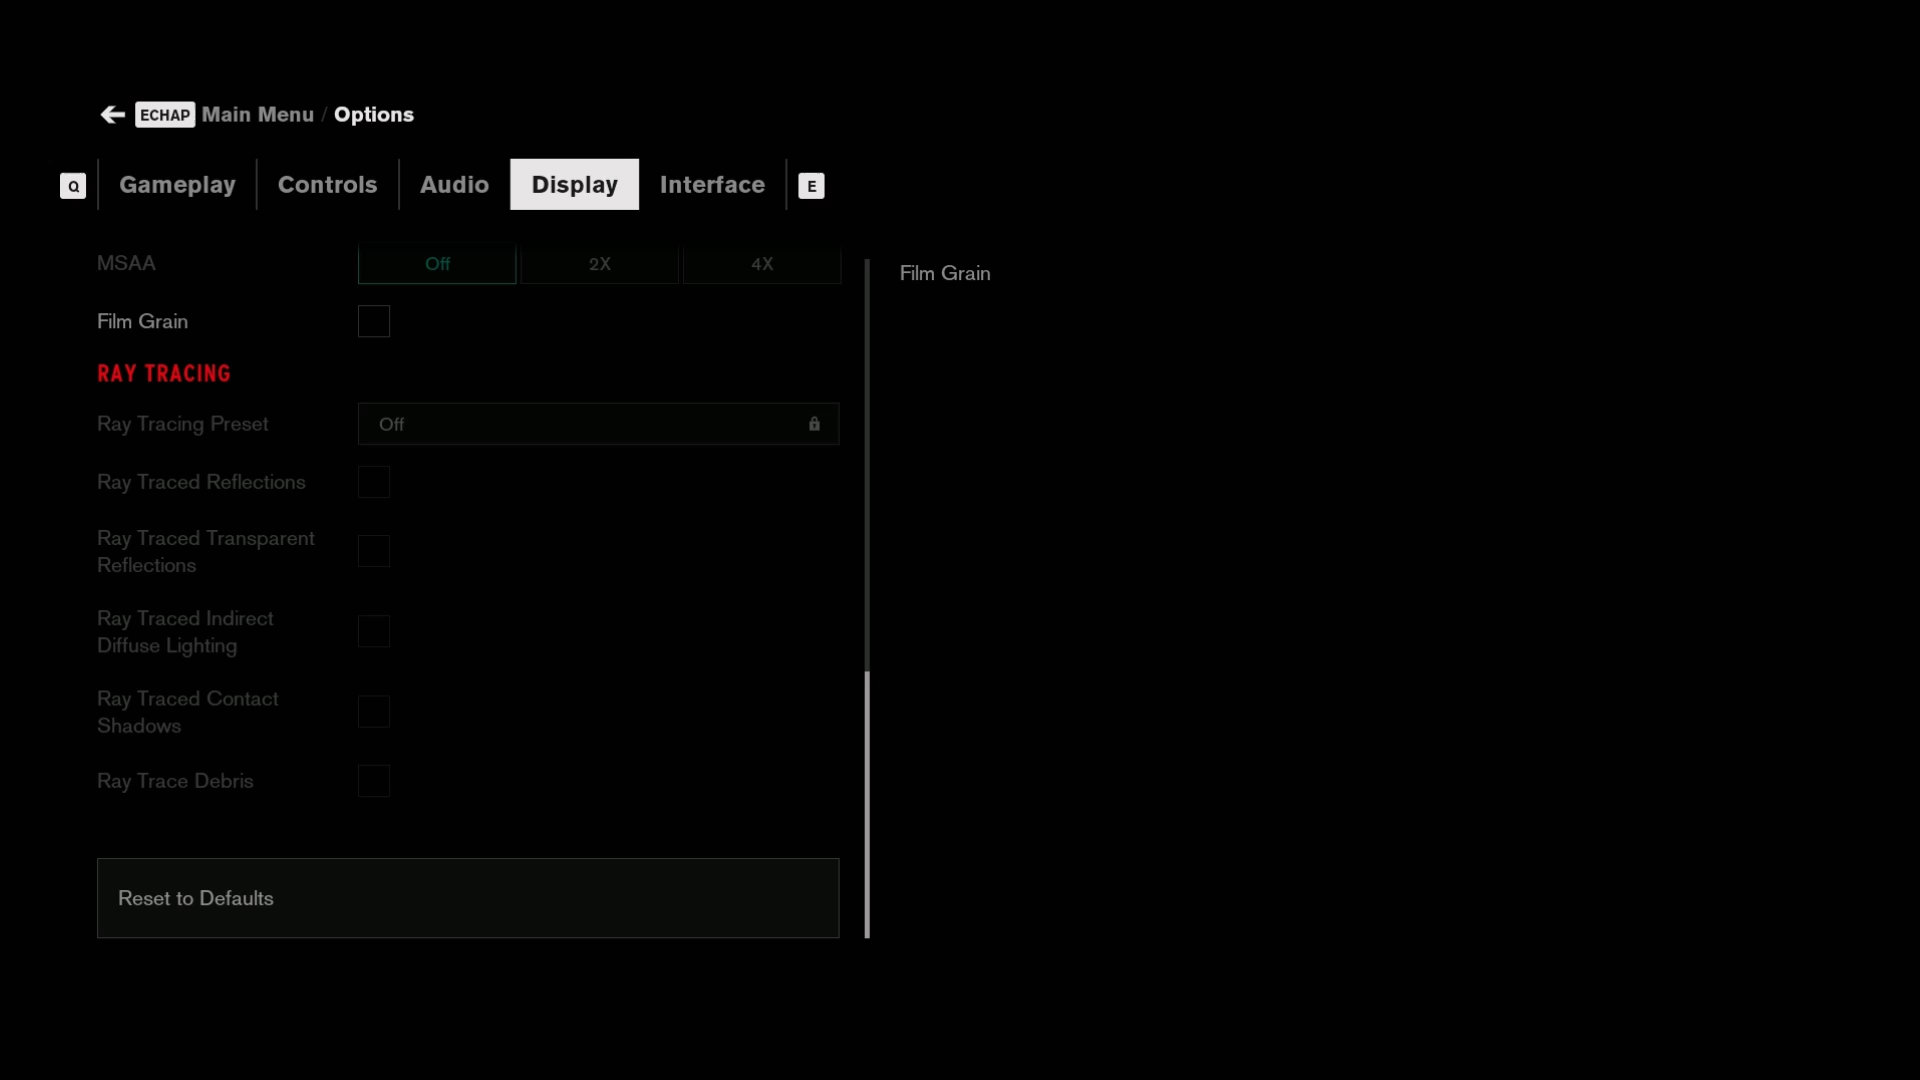 ECHAP Main Menu / Options
Q Gameplay Controls Audio Display Interface E
MSAA Off 2X 4X
Film Grain
Film Grain
RAY TRACING
Ray Tracing Preset Off
Ray Traced Reflections
Ray Traced Transparent
Reflections
Ray Traced Indirect
Diffuse Lighting
Ray Traced Contact
Shadows
Ray Trace Debris
Reset to Defaults